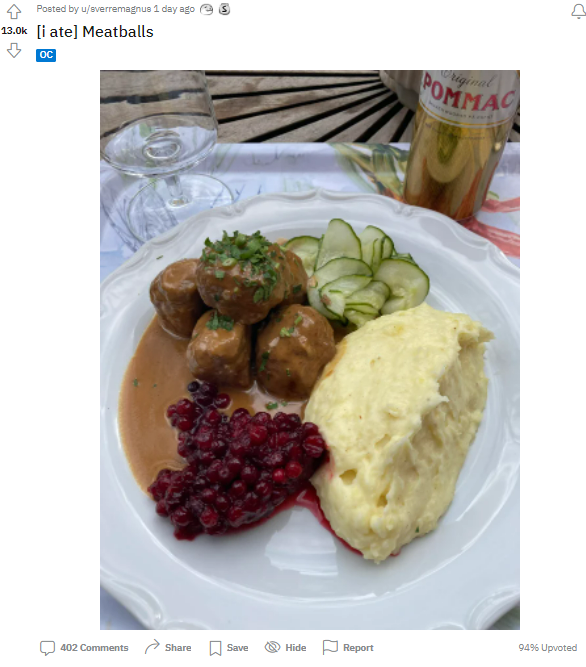 Posted by u/sverremagnus 1 day ago
13.0k
[i ate] Meatballs
OC
Original
POMMAC
402 Comments
Share
Save
Hide
Report
94% Upvoted